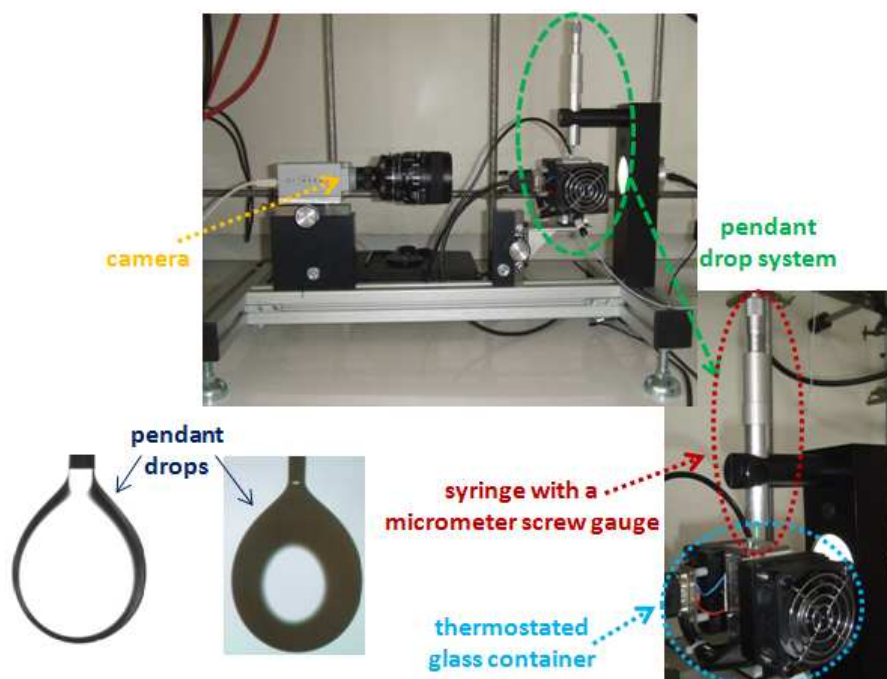 camera
pendant
drop system
pendant
drops
syringe with a
micrometer screw gauge
thermostated
glass container